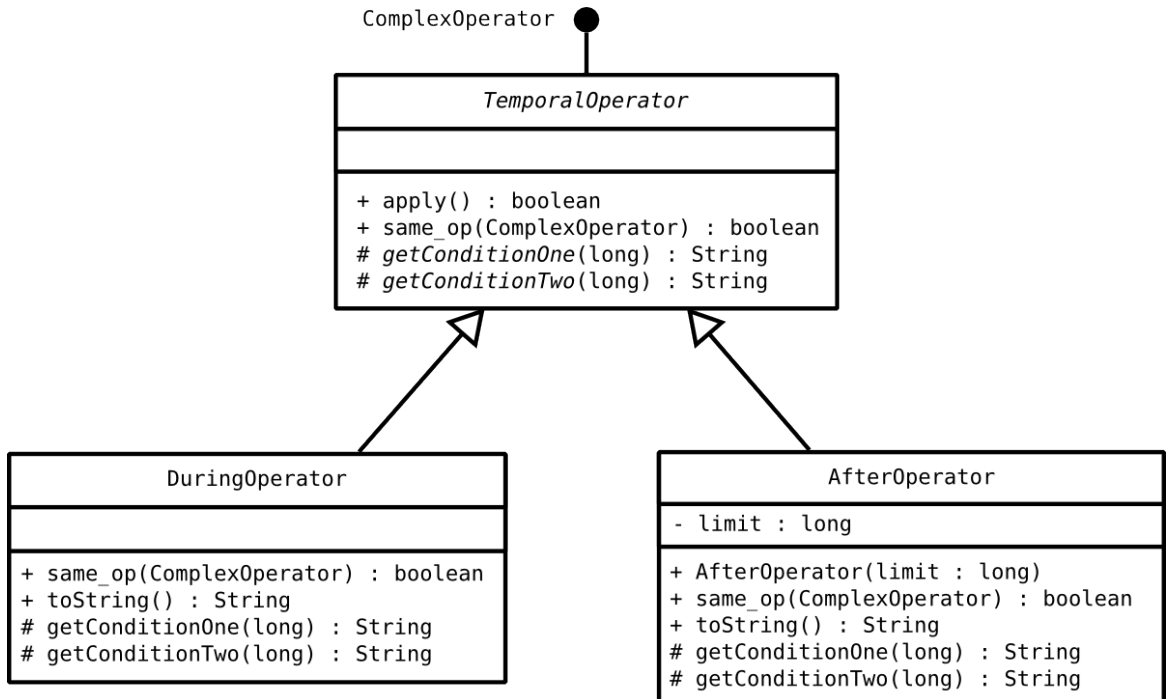 ComplexOperator
TemporalOperator
+ apply() : boolean
+ same_op(ComplexOperator) : boolean
# getConditionOne(long) : String
# getConditionTwo(long) : String
DuringOperator
+ same_op(ComplexOperator) : boolean
+ toString() : String
# getConditionOne(long) : String
# getConditionTwo(long) : String
AfterOperator
- limit : long
+ AfterOperator(limit : long)
+ same_op(ComplexOperator) : boolean
+ toString() : String
# getConditionOne(long) : String
# getConditionTwo(long) : String